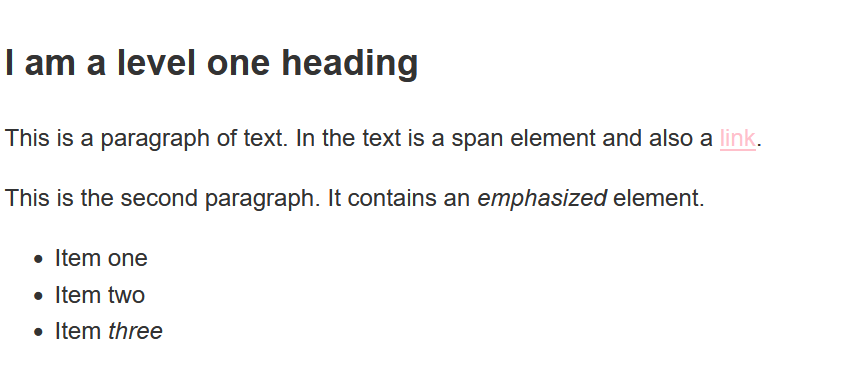 I am a level one heading
This is a paragraph of text. In the text is a span element and also a link.
This is the second paragraph. It contains an emphasized element.
• Item one
• Item two
• Item three